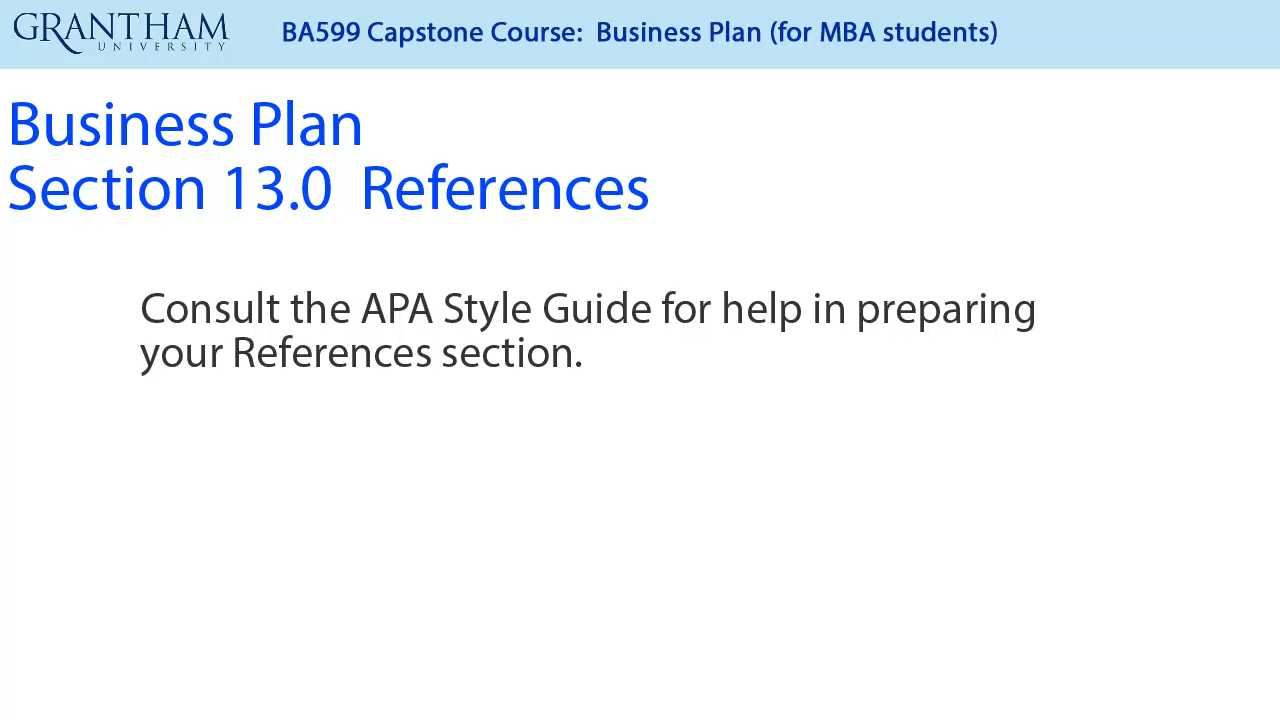 GRANTHAM
UNIVERSITY
BA599 Capstone Course:  Business Plan (for MBA students)
Business Plan
Section 13.0  References
Consult the APA Style Guide for help in preparing
your References section.